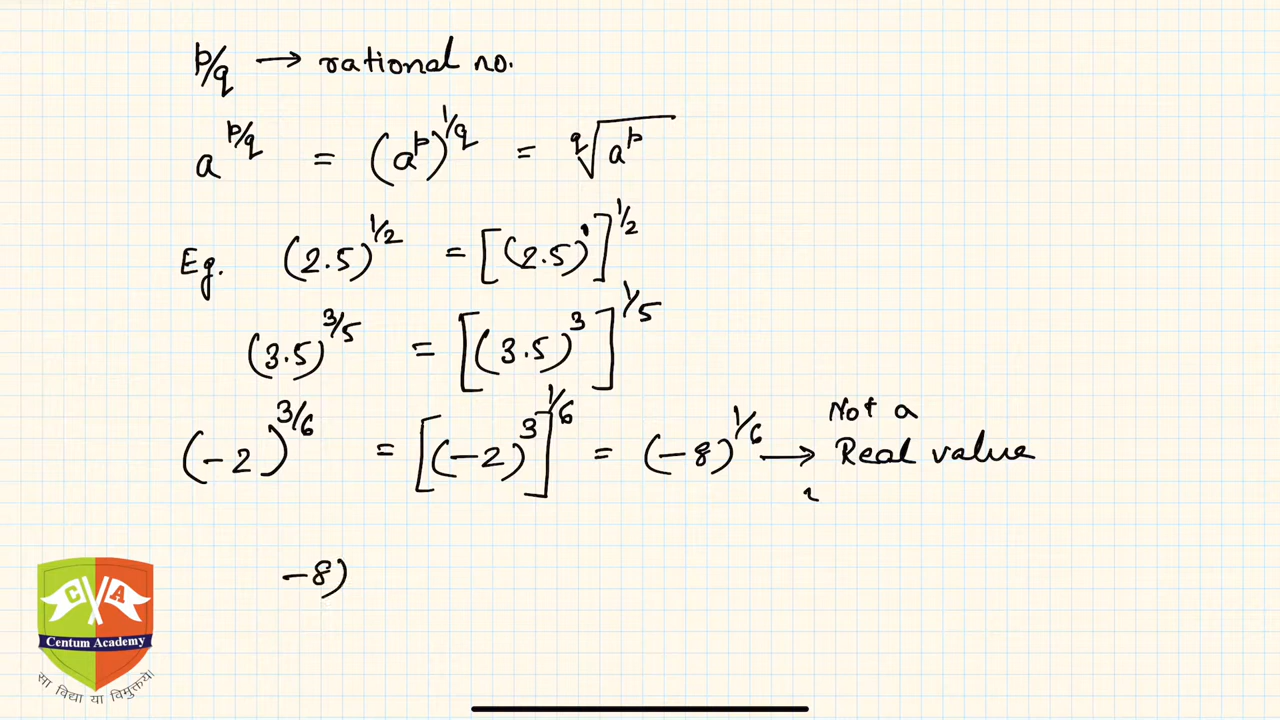 p/q → rational no.
a^{p/q} = (a^p)^{1/q} = \sqrt[q]{a^p}
Eg. (2.5)^{1/2} = [(2.5)^1]^{1/2}
(3.5)^{3/5} = [(3.5)^3]^{1/5}
(-2)^{3/6} = [(-2)^3]^{1/6} = (-8)^{1/6} → Not a
Real value
-8)
C A
Centum Academy
सा विद्या या विमुक्तये।